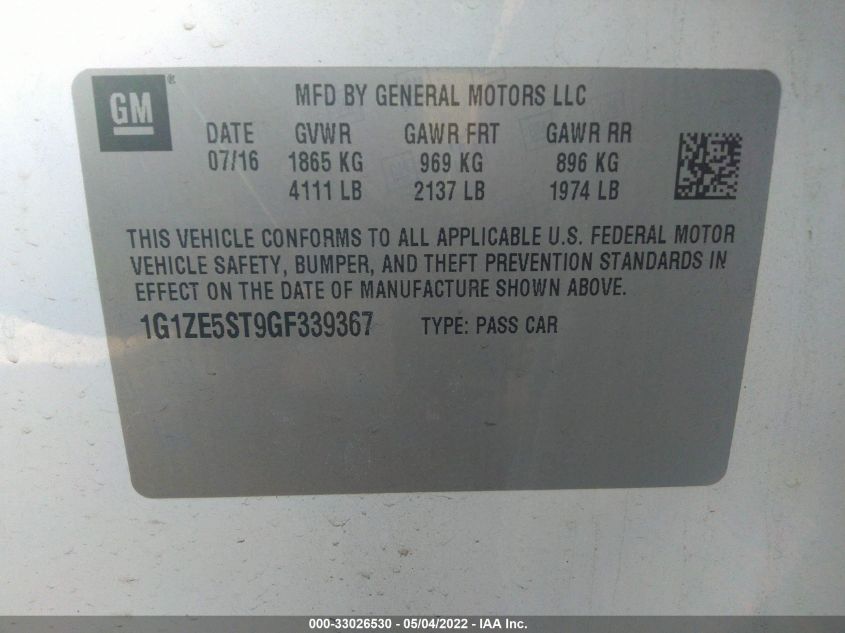 GM®
MFD BY GENERAL MOTORS LLC
DATE GVWR GAWR FRT GAWR RR
07/16 1865 KG 969 KG 896 KG
4111 LB 2137 LB 1974 LB
THIS VEHICLE CONFORMS TO ALL APPLICABLE U.S. FEDERAL MOTOR
VEHICLE SAFETY, BUMPER, AND THEFT PREVENTION STANDARDS IN
EFFECT ON THE DATE OF MANUFACTURE SHOWN ABOVE.
1G1ZE5ST9GF339367 TYPE: PASS CAR
000-33026530 - 05/04/2022 - IAA Inc.